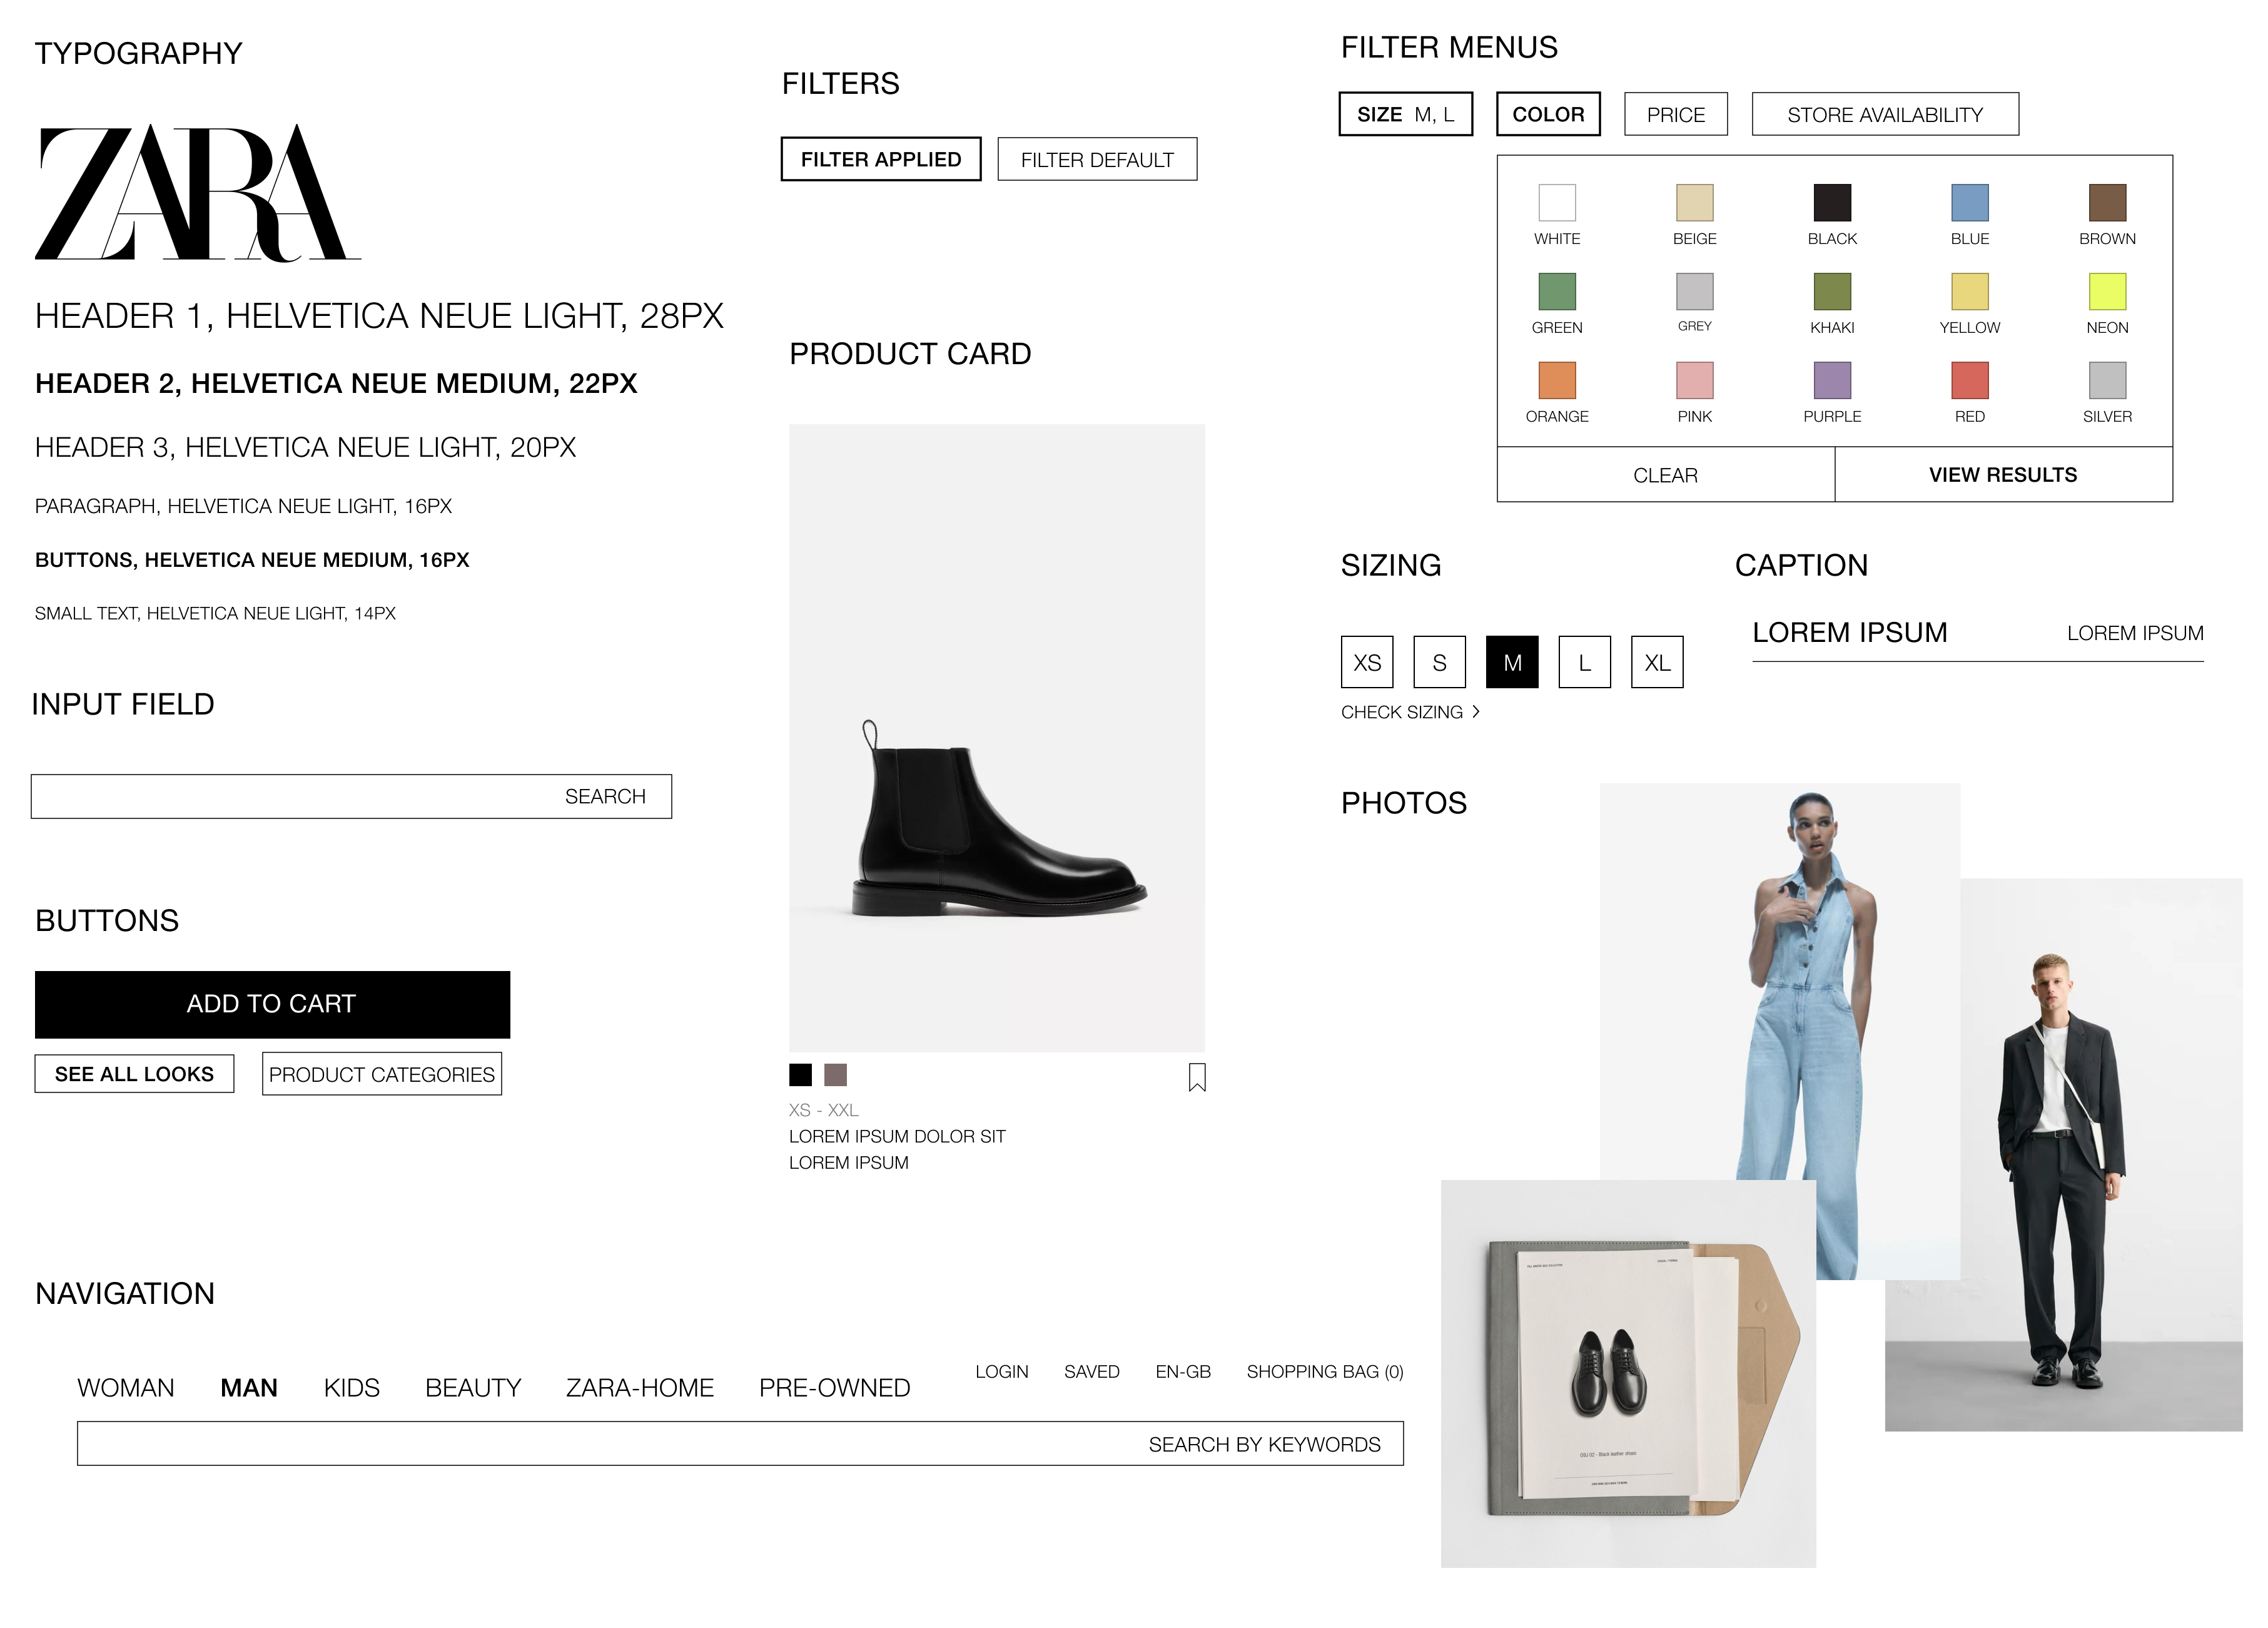 TYPOGRAPHY
ZARA
HEADER 1, HELVETICA NEUE LIGHT, 28PX
HEADER 2, HELVETICA NEUE MEDIUM, 22PX
HEADER 3, HELVETICA NEUE LIGHT, 20PX
PARAGRAPH, HELVETICA NEUE LIGHT, 16PX
BUTTONS, HELVETICA NEUE MEDIUM, 16PX
SMALL TEXT, HELVETICA NEUE LIGHT, 14PX
INPUT FIELD
SEARCH
BUTTONS
ADD TO CART
SEE ALL LOOKS
PRODUCT CATEGORIES
FILTERS
FILTER APPLIED
FILTER DEFAULT
PRODUCT CARD
XS - XXL
LOREM IPSUM DOLOR SIT
LOREM IPSUM
FILTER MENUS
SIZE M, L
COLOR
PRICE
STORE AVAILABILITY
WHITE BEIGE BLACK BLUE BROWN
GREEN GREY KHAKI YELLOW NEON
ORANGE PINK PURPLE RED SILVER
CLEAR
VIEW RESULTS
SIZING
XS S M L XL
CHECK SIZING >
CAPTION
LOREM IPSUM
LOREM IPSUM
PHOTOS
NAVIGATION
WOMAN MAN KIDS BEAUTY ZARA-HOME PRE-OWNED
LOGIN SAVED EN-GB SHOPPING BAG (0)
SEARCH BY KEYWORDS
- Black leather shoes